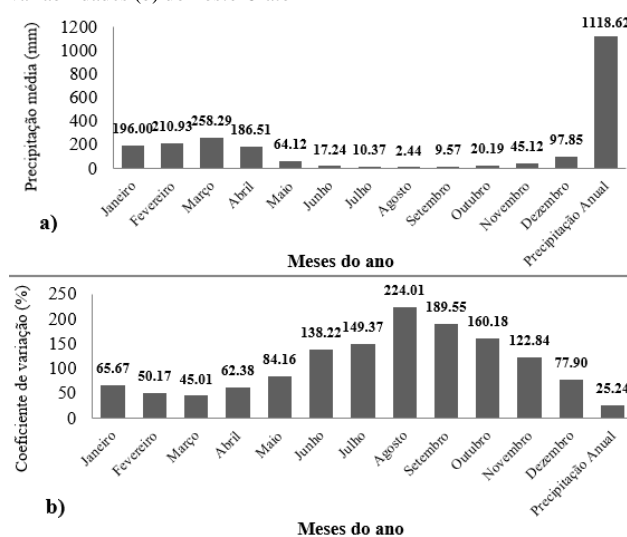 Precipitação média (mm)
1200
1000
800
600
400
200
0
196.00
210.93
258.29
186.51
64.12
17.24
10.37
2.44
9.57
20.19
45.12
97.85
1118.62
Janeiro
Fevereiro
Março
Abril
Maio
Junho
Julho
Agosto
Setembro
Outubro
Novembro
Dezembro
Precipitação Anual
a)
Meses do ano
Coeficiente de variação (%)
250
200
150
100
50
0
65.67
50.17
45.01
62.38
84.16
138.22
149.37
224.01
189.55
160.18
122.84
77.90
25.24
Janeiro
Fevereiro
Março
Abril
Maio
Junho
Julho
Agosto
Setembro
Outubro
Novembro
Dezembro
Precipitação Anual
b)
Meses do ano